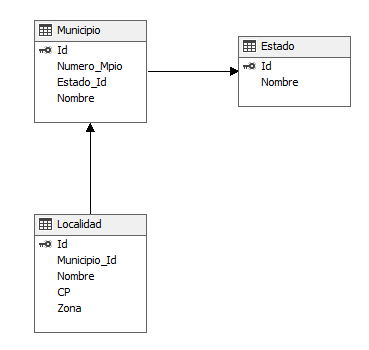 Municipio
Id
Numero_Mpio
Estado_Id
Nombre
Estado
Id
Nombre
Localidad
Id
Municipio_Id
Nombre
CP
Zona